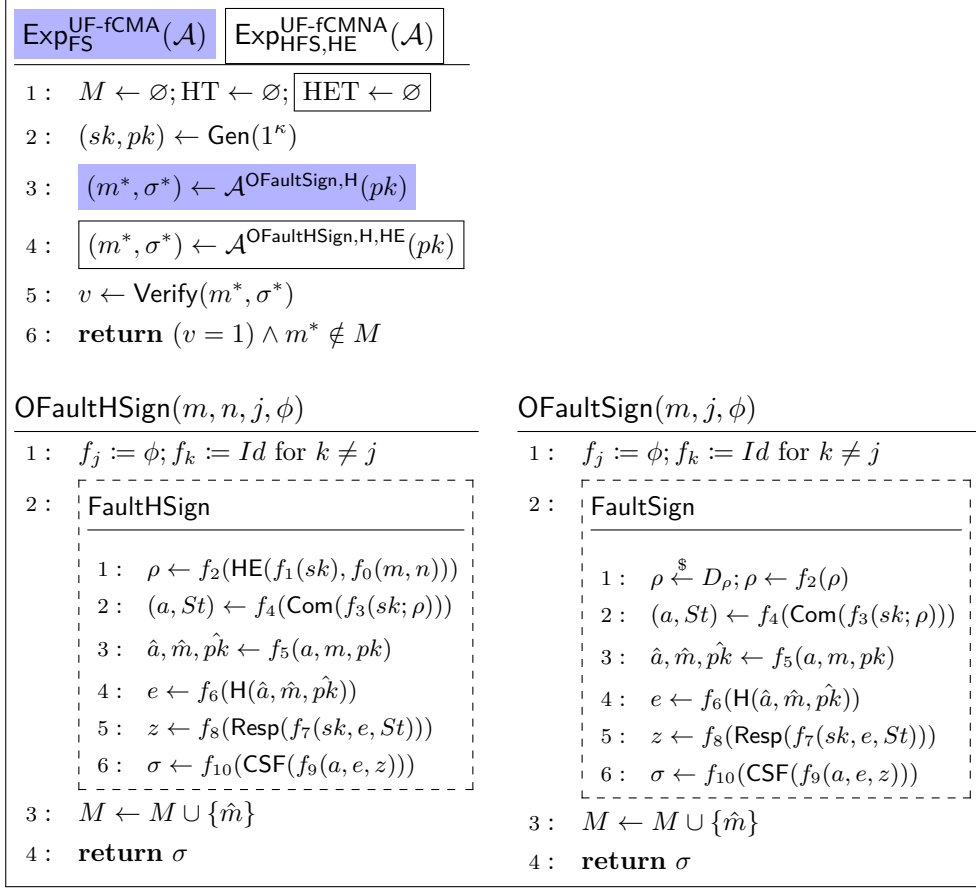 Exp^UF-fCMA_FS(𝒜) Exp^UF-fCMNA_HFS,HE(𝒜)
1 : M ← ∅; HT ← ∅; HET ← ∅
2 : (sk, pk) ← Gen(1^κ)
3 : (m*, σ*) ← 𝒜^OFaultSign,H(pk)
4 : (m*, σ*) ← 𝒜^OFaultHSign,H,HE(pk)
5 : v ← Verify(m*, σ*)
6 : return (v = 1) ∧ m* ∉ M
OFaultHSign(m, n, j, ϕ)
1 : f_j ≔ ϕ; f_k ≔ Id for k ≠ j
2 : FaultHSign
1 : ρ ← f_2(HE(f_1(sk), f_0(m, n)))
2 : (a, St) ← f_4(Com(f_3(sk; ρ)))
3 : â, m̂, p̂k ← f_5(a, m, pk)
4 : e ← f_6(H(â, m̂, p̂k))
5 : z ← f_8(Resp(f_7(sk, e, St)))
6 : σ ← f_10(CSF(f_9(a, e, z)))
3 : M ← M ∪ {m̂}
4 : return σ
OFaultSign(m, j, ϕ)
1 : f_j ≔ ϕ; f_k ≔ Id for k ≠ j
2 : FaultSign
1 : ρ ←$ D_ρ; ρ ← f_2(ρ)
2 : (a, St) ← f_4(Com(f_3(sk; ρ)))
3 : â, m̂, p̂k ← f_5(a, m, pk)
4 : e ← f_6(H(â, m̂, p̂k))
5 : z ← f_8(Resp(f_7(sk, e, St)))
6 : σ ← f_10(CSF(f_9(a, e, z)))
3 : M ← M ∪ {m̂}
4 : return σ